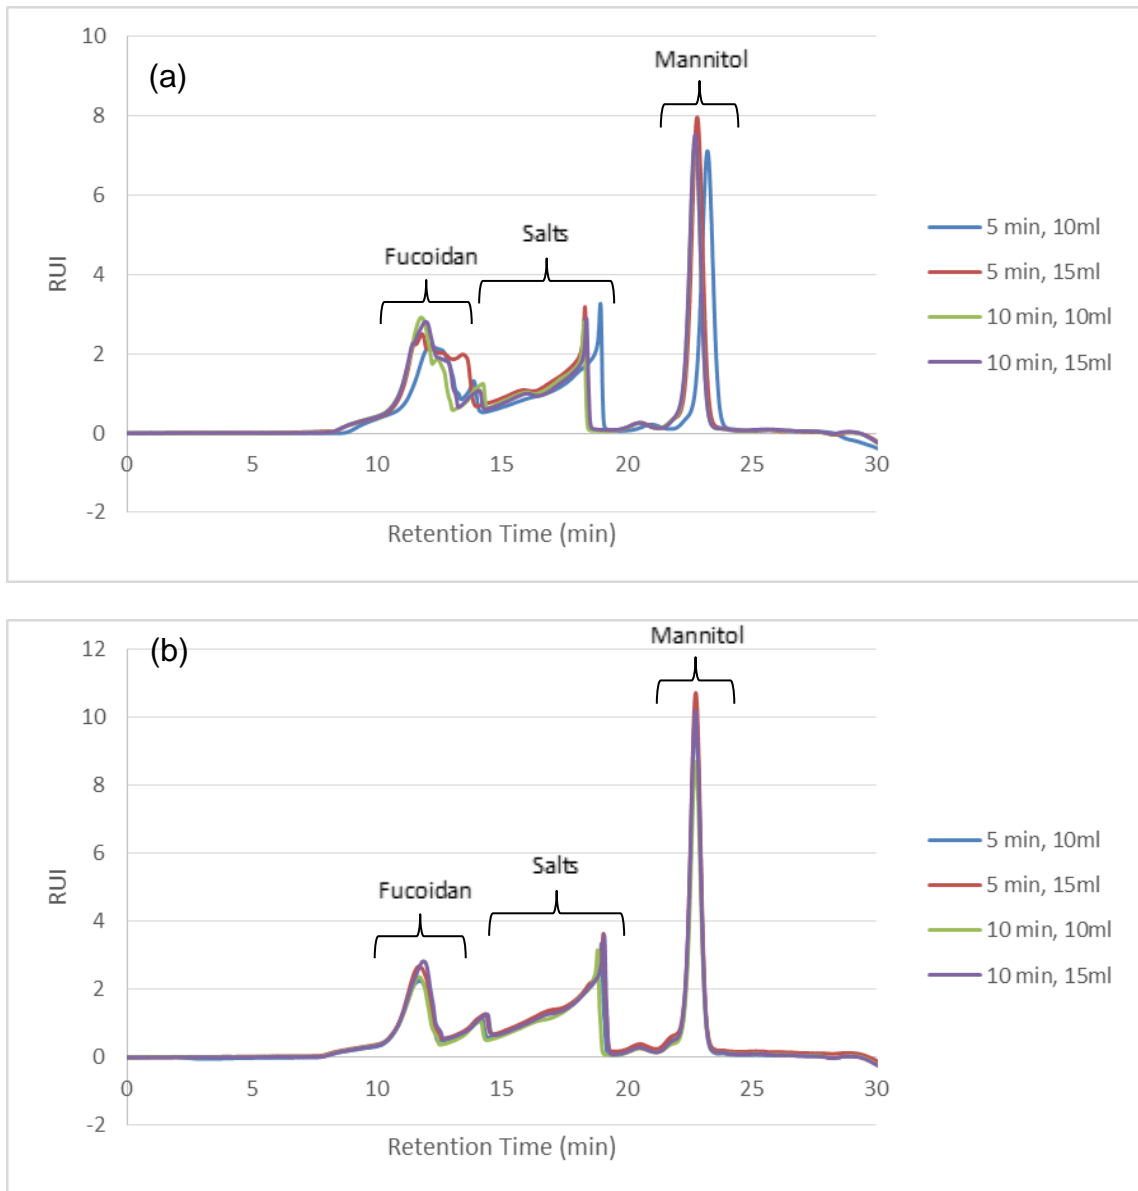 (a)
Mannitol
Salts
Fucoidan
10
8
6
4
2
0
-2
RUI
0 5 10 15 20 25 30
Retention Time (min)
5 min, 10ml
5 min, 15ml
10 min, 10ml
10 min, 15ml
(b)
Mannitol
Salts
Fucoidan
12
10
8
6
4
2
0
-2
RUI
0 5 10 15 20 25 30
Retention Time (min)
5 min, 10ml
5 min, 15ml
10 min, 10ml
10 min, 15ml